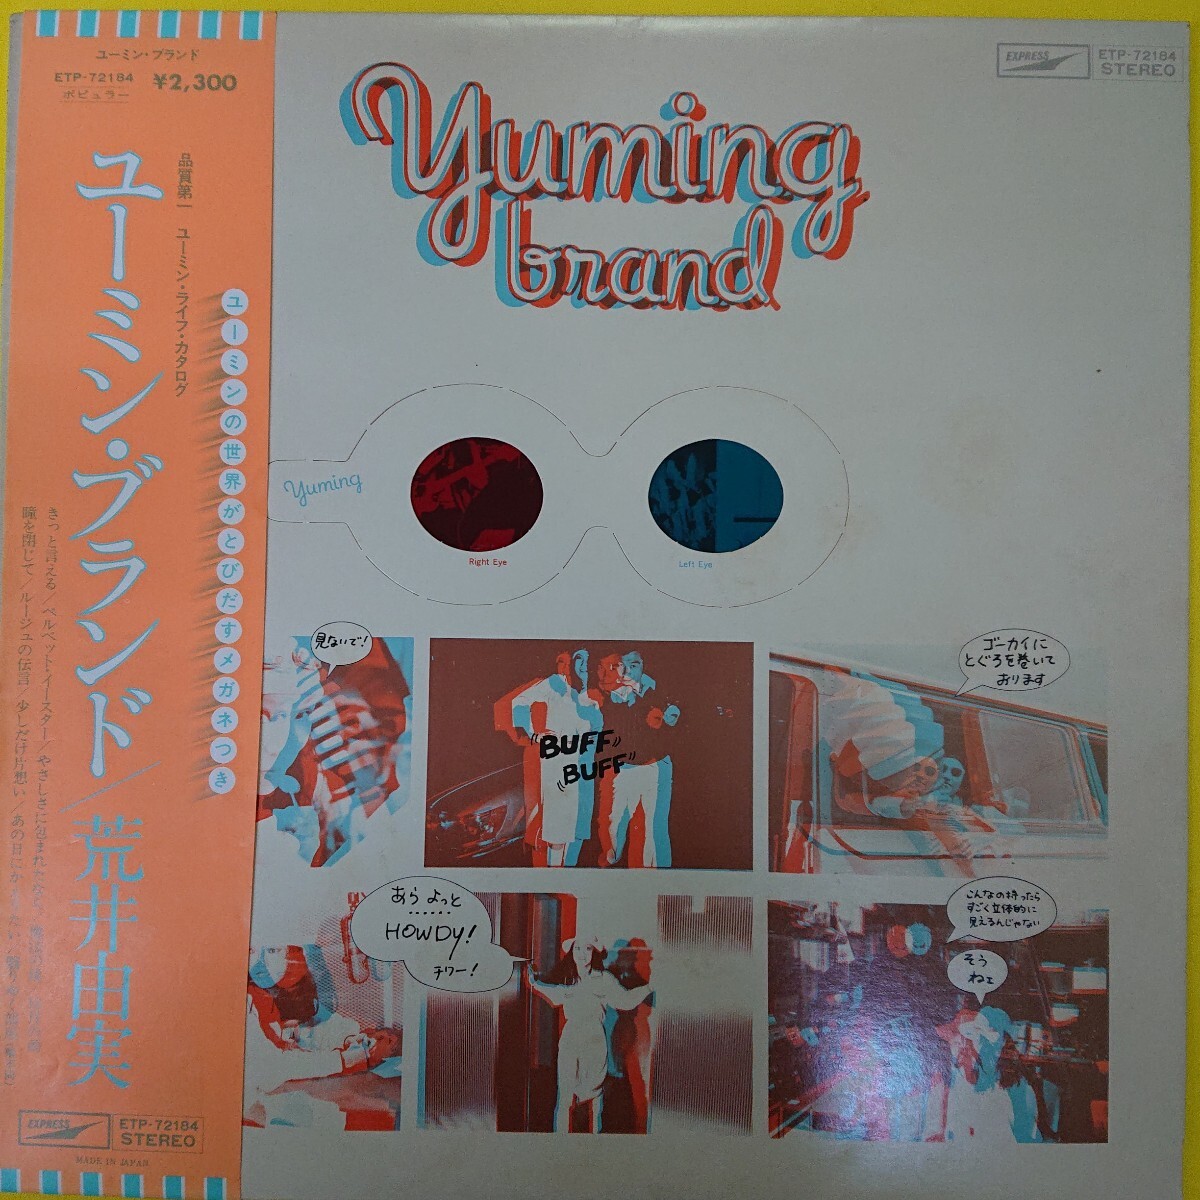 ユーミン・ブランド
ETP-72184
¥2,300
ポピュラー
ユーミン・ブランド/荒井由実
品質第一 ユーミン・ライフ・カタログ
ユーミンの世界がとびだすメガネつき
きっと言える/ベルベット・イースター/やさしさに包まれたなら/
瞳を閉じて/ルージュの伝言/少しだけ片想い/あの日にかえりたい/
EXPRESS
ETP-72184
STEREO
MADE IN JAPAN
EXPRESS
ETP-72184
STEREO
Yuming
brand
yuming
Right Eye
Left Eye
見ないで!
"BUFF"
"BUFF"
ゴーカイに
とぐろを巻いて
おります
あら よっと
......
HOWDY!
チワー!
こんなの持ったら
すごく立体的に
見えるんじゃない
そう
ねェ